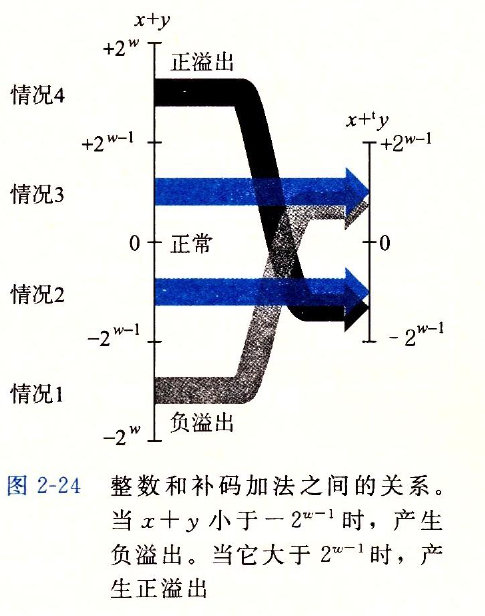 x+y
+2^w
正溢出
情况4
x+^t y
+2^{w-1}
+2^{w-1}
情况3
0
正常
0
情况2
-2^{w-1}
-2^{w-1}
情况1
-2^w
负溢出
图 2-24 整数和补码加法之间的关系。
当 x+y 小于-2^{w-1} 时，产生
负溢出。当它大于 2^{w-1} 时，产
生正溢出